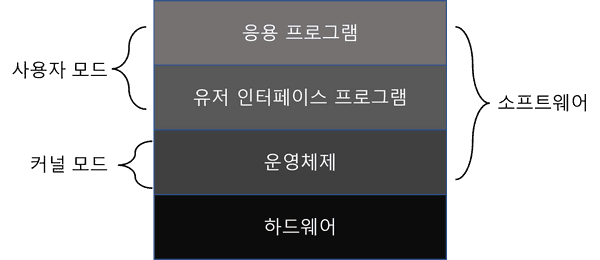 응용 프로그램
사용자 모드
유저 인터페이스 프로그램
소프트웨어
커널 모드
운영체제
하드웨어